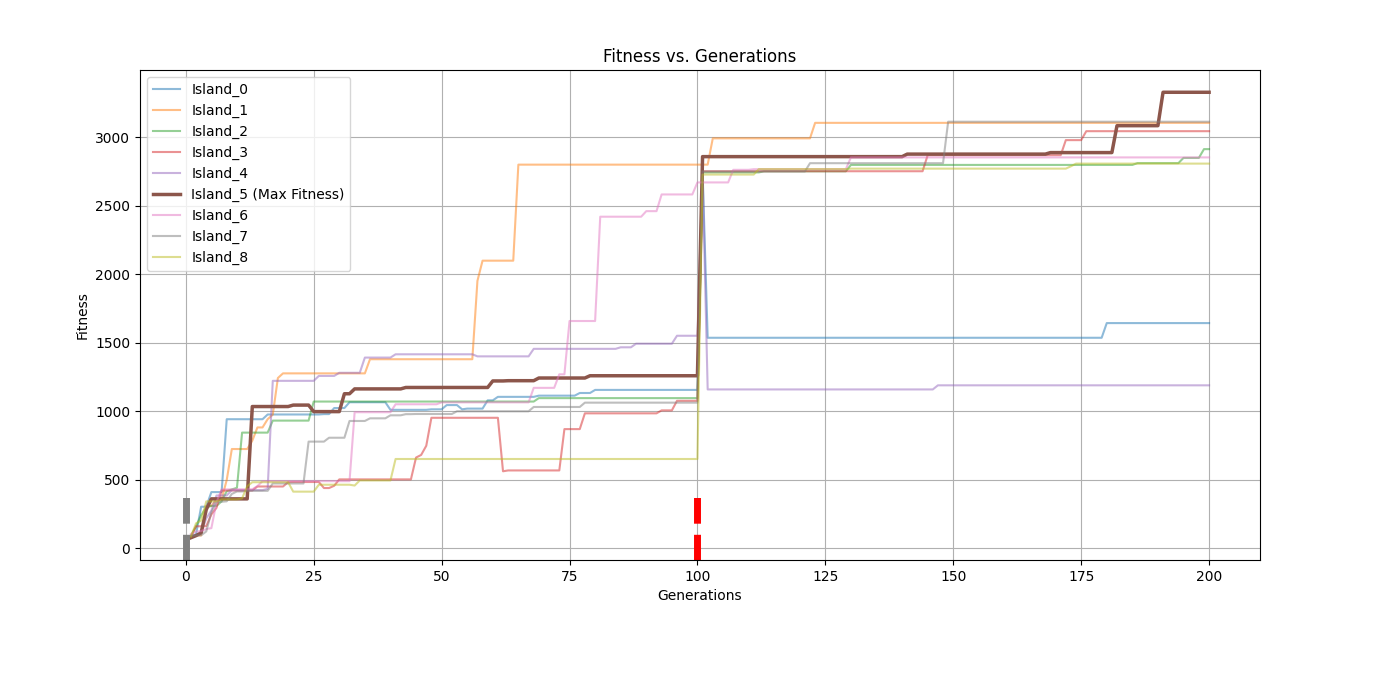 Fitness vs. Generations
Island_0
Island_1
Island_2
Island_3
Island_4
Island_5 (Max Fitness)
Island_6
Island_7
Island_8
Fitness
3000
2500
2000
1500
1000
500
0
0 25 50 75 100 125 150 175 200
Generations